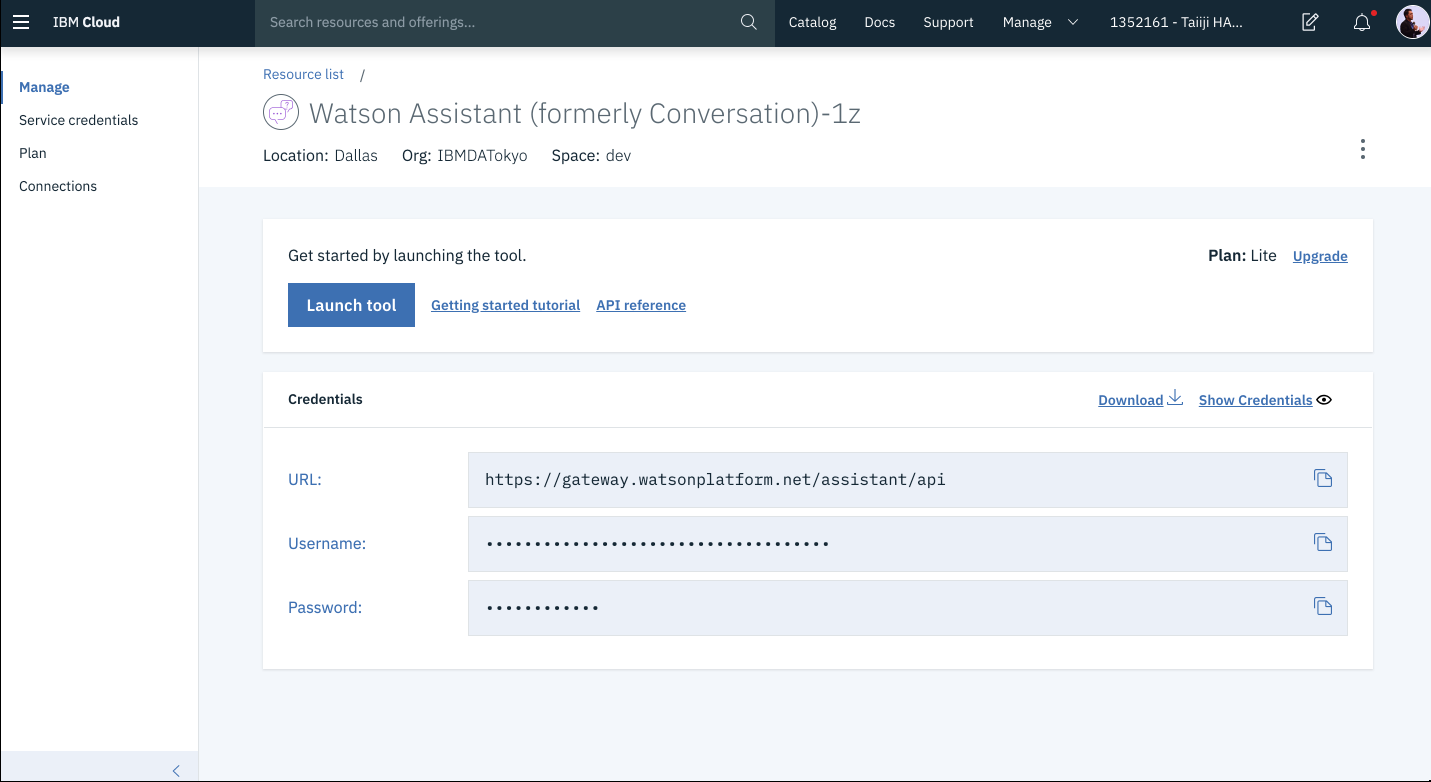 IBM Cloud
Search resources and offerings...
Catalog Docs Support Manage 1352161 - Taiiji HA...
Manage
Service credentials
Plan
Connections
Resource list /
Watson Assistant (formerly Conversation)-1z
Location: Dallas Org: IBMDATokyo Space: dev
Get started by launching the tool.
Plan: Lite Upgrade
Launch tool Getting started tutorial API reference
Credentials Download Show Credentials
URL: https://gateway.watsonplatform.net/assistant/api
Username: ••••••••••••••••••••••••••••••••••••
Password: ••••••••••••